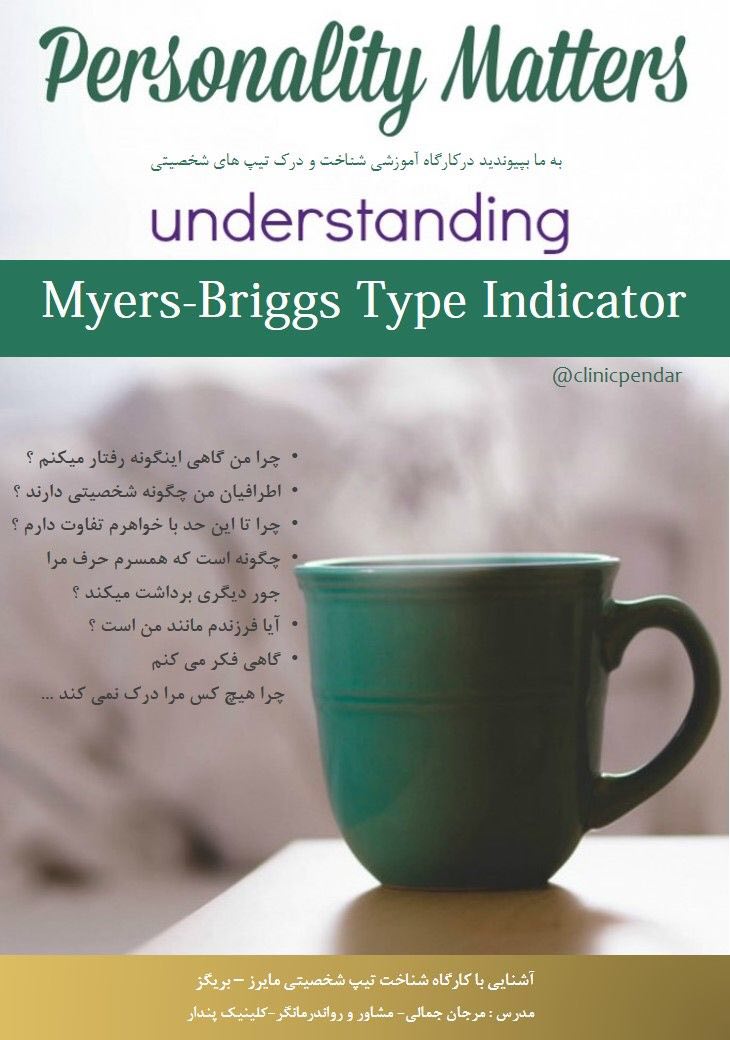 Personality Matters
به ما بپیوندید درکارگاه آموزشی شناخت و درک تیپ های شخصیتی
understanding
Myers-Briggs Type Indicator
@clinicpendar
• چرا من گاهی اینگونه رفتار میکنم ؟
• اطرافیان من چگونه شخصیتی دارند ؟
• چرا تا این حد با خواهرم تفاوت دارم ؟
• چگونه است که همسرم حرف مرا
جور دیگری برداشت میکند ؟
• آیا فرزندم مانند من است ؟
• گاهی فکر می کنم
چرا هیچ کس مرا درک نمی کند ...
آشنایی با کارگاه شناخت تیپ شخصیتی مایرز – بریگز
مدرس : مرجان جمالی- مشاور و رواندرمانگر-کلینیک پندار